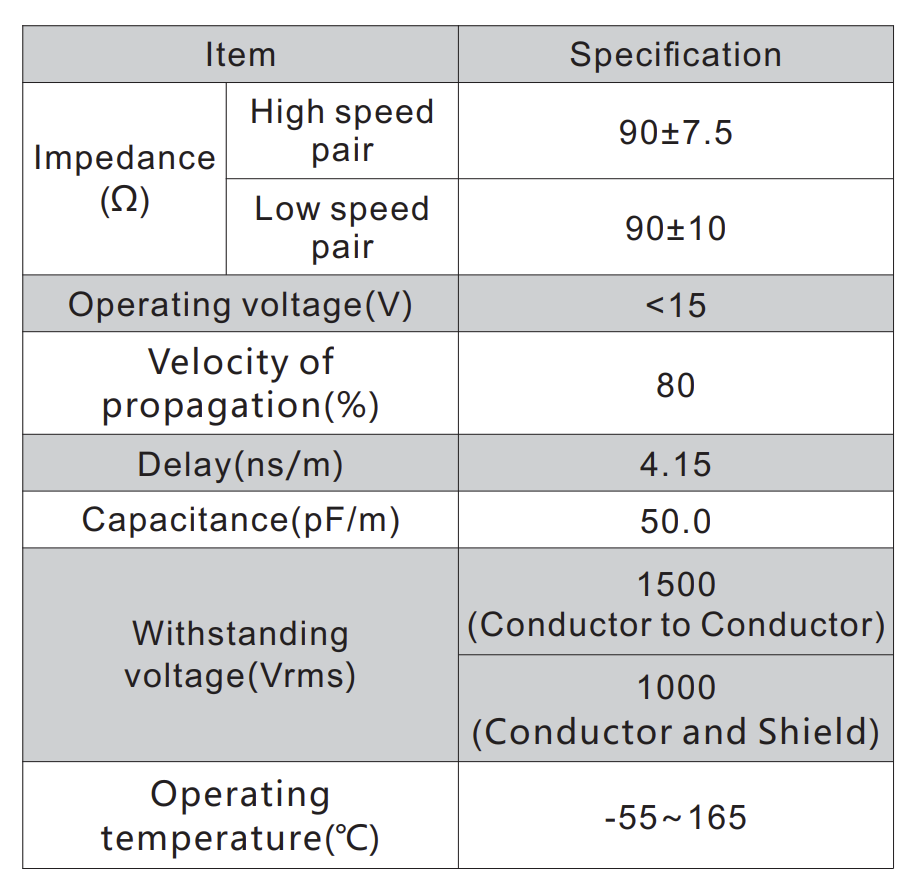 Item
Specification
Impedance
(Ω)
High speed
pair
90±7.5
Low speed
pair
90±10
Operating voltage(V)
<15
Velocity of
propagation(%)
80
Delay(ns/m)
4.15
Capacitance(pF/m)
50.0
Withstanding
voltage(Vrms)
1500
(Conductor to Conductor)
1000
(Conductor and Shield)
Operating
temperature(℃)
-55~165